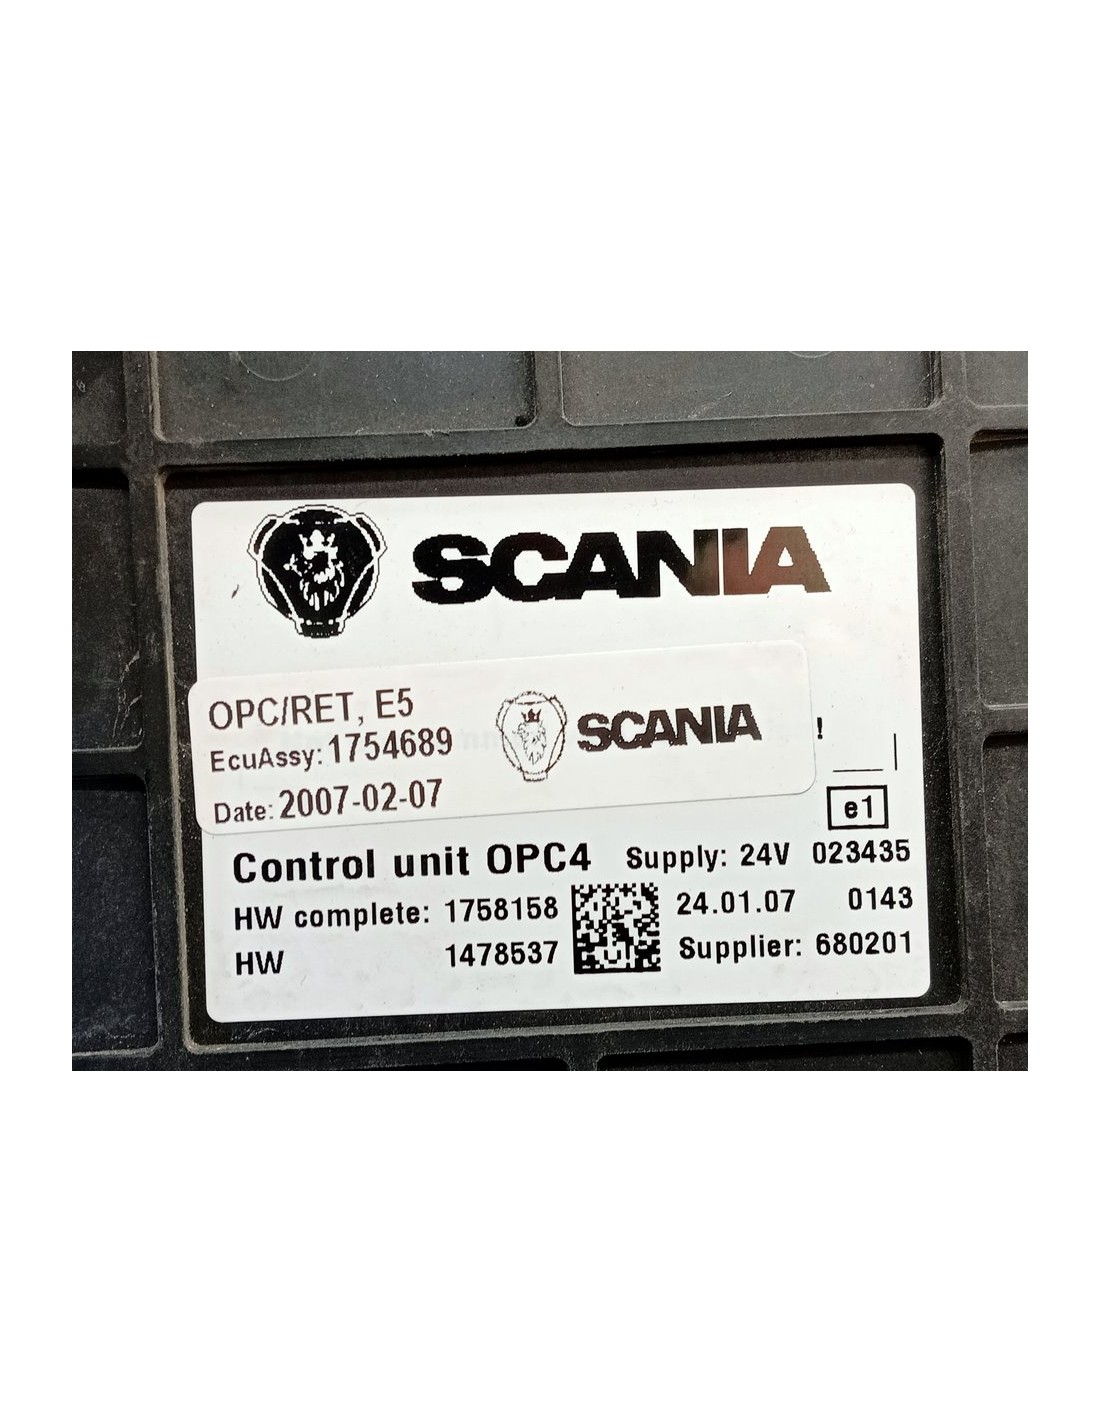 SCANIA
OPC/RET, E5
EcuAssy: 1754689
Date: 2007-02-07
SCANIA
!
e1
Control unit OPC4 Supply: 24V 023435
HW complete: 1758158 24.01.07 0143
HW 1478537 Supplier: 680201